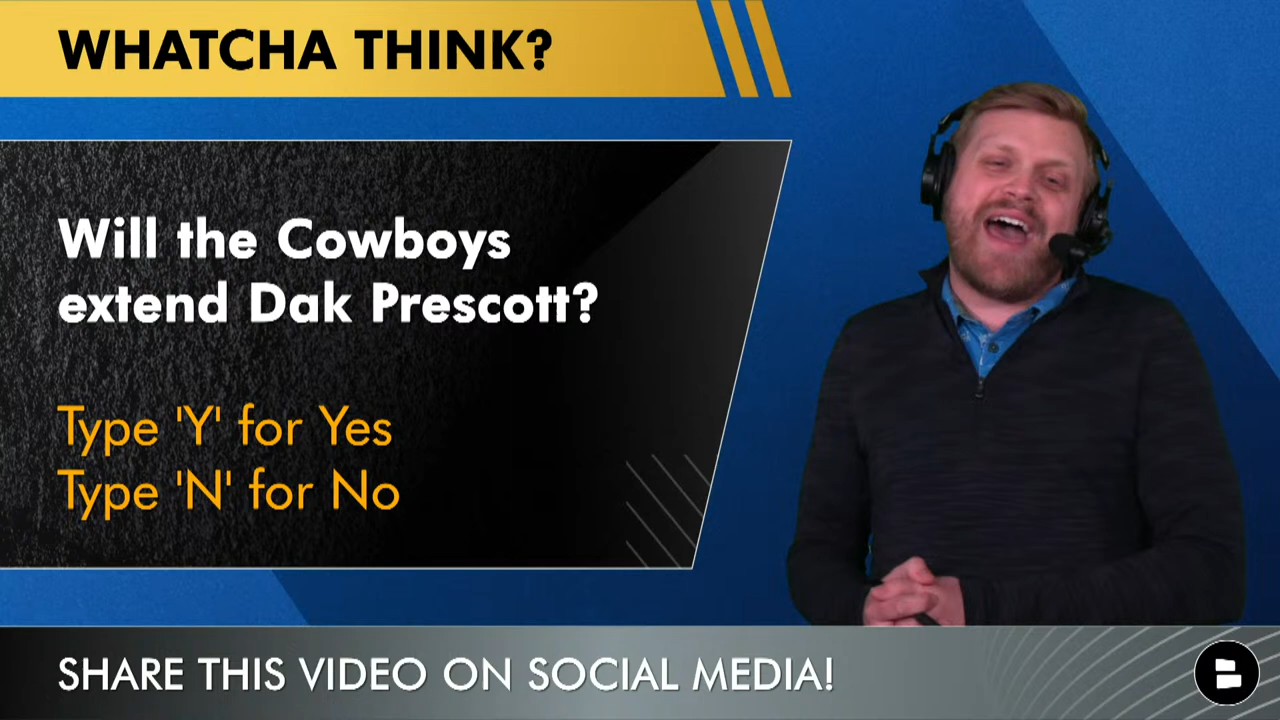 WHATCHA THINK?
Will the Cowboys
extend Dak Prescott?
Type 'Y' for Yes
Type 'N' for No
SHARE THIS VIDEO ON SOCIAL MEDIA!